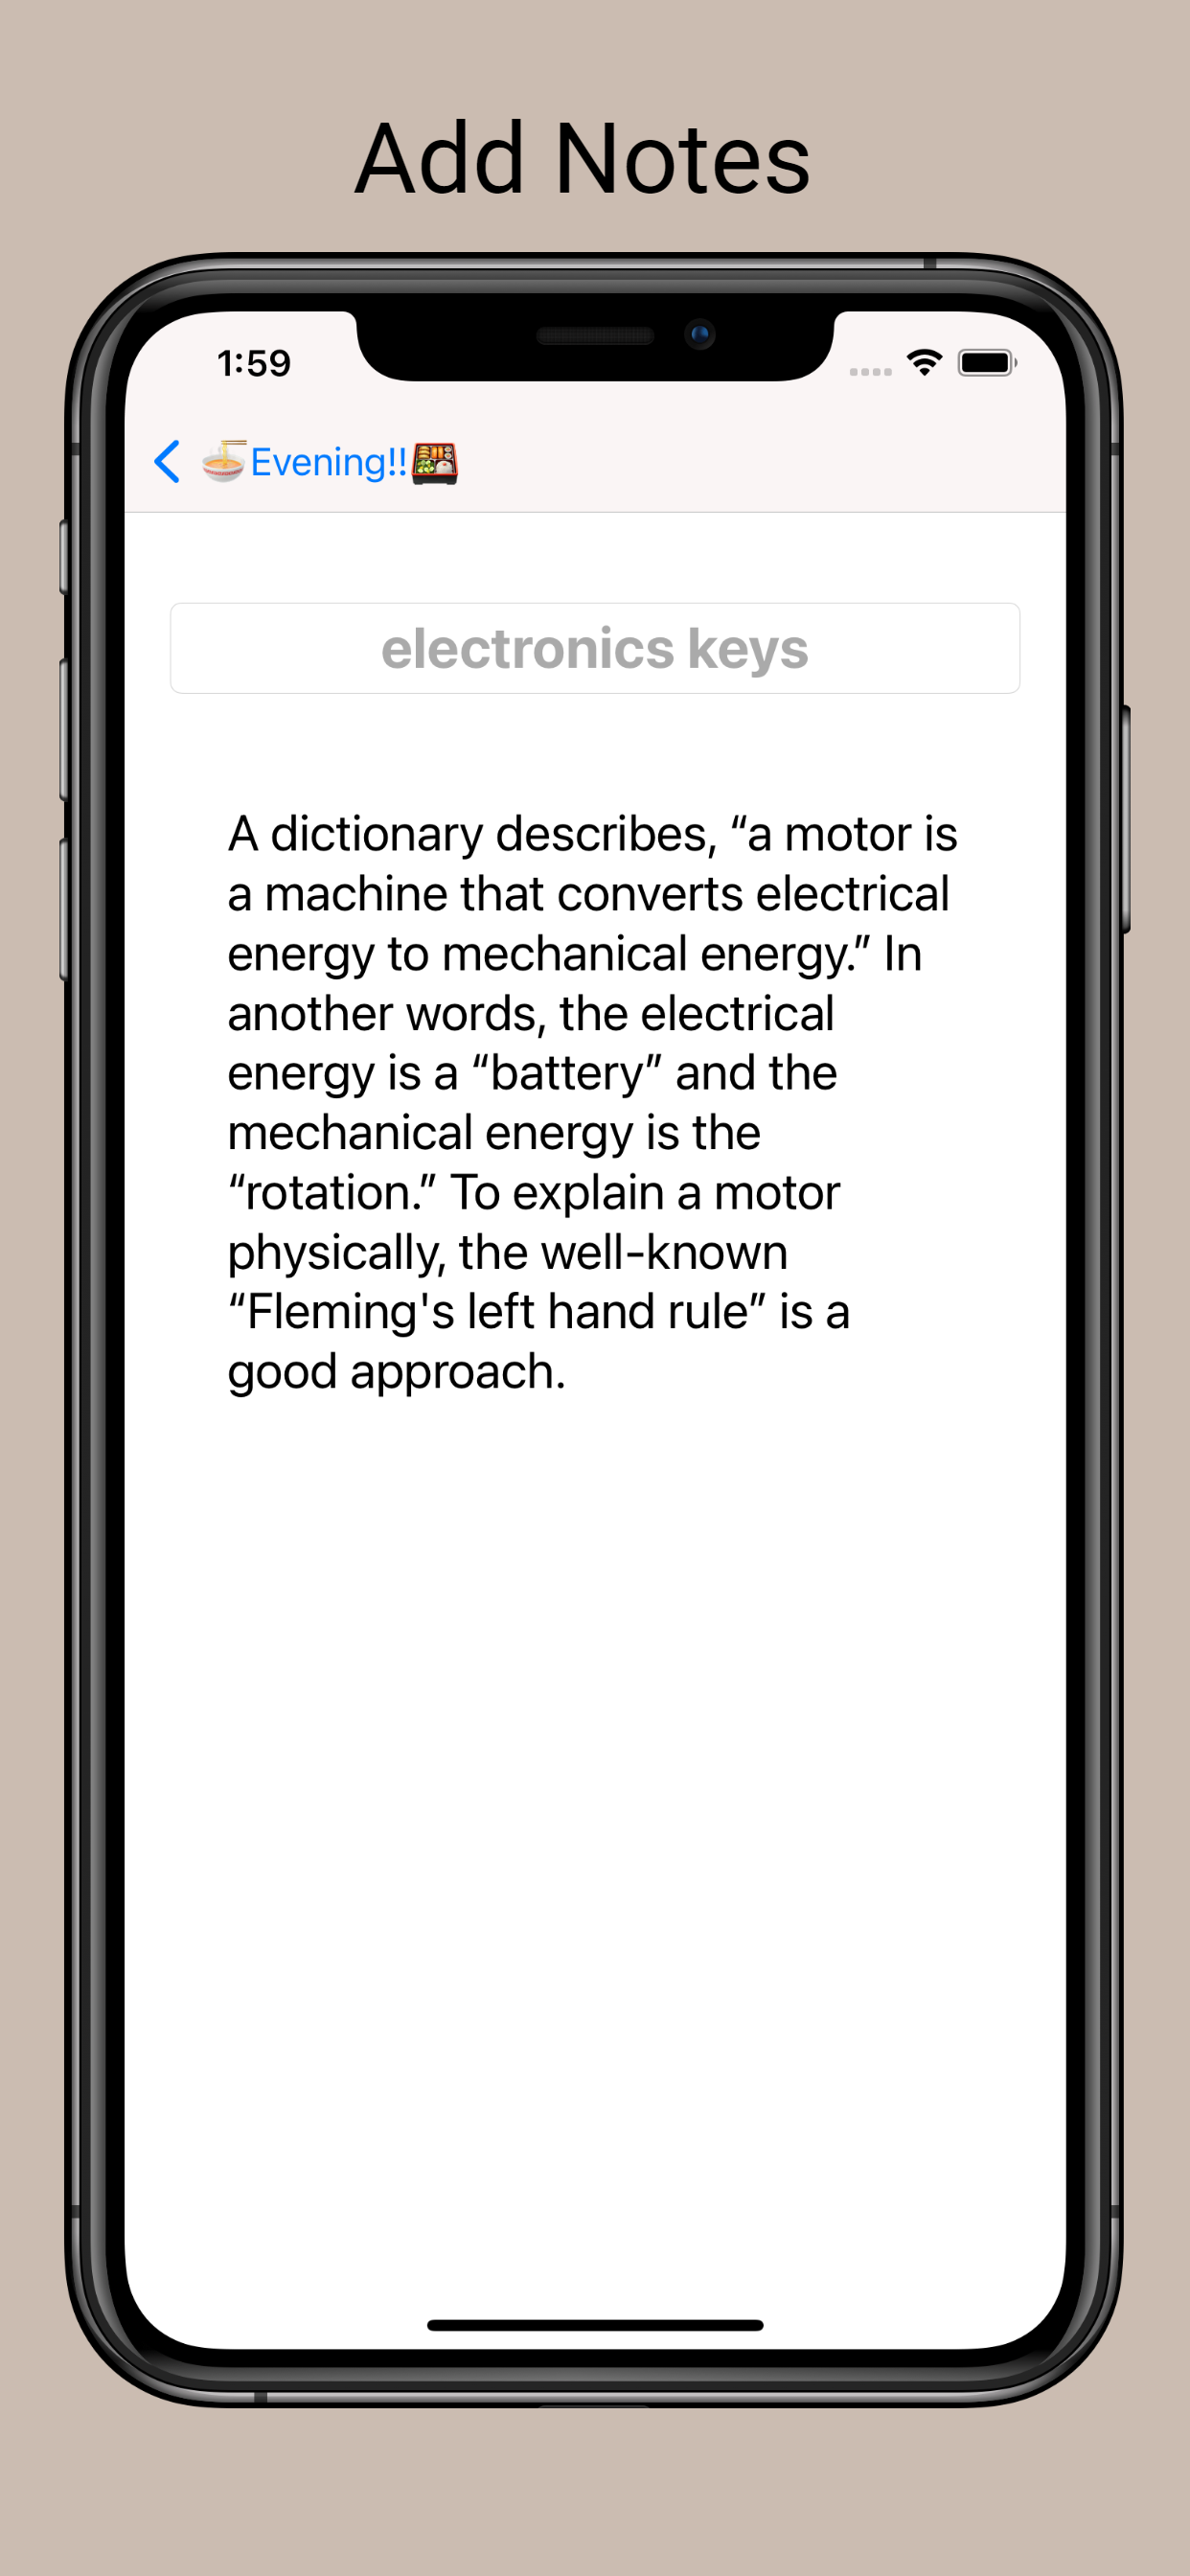 Add Notes
1:59
🍜Evening!!🍱
electronics keys
A dictionary describes, “a motor is
a machine that converts electrical
energy to mechanical energy.” In
another words, the electrical
energy is a “battery” and the
mechanical energy is the
“rotation.” To explain a motor
physically, the well-known
“Fleming's left hand rule” is a
good approach.